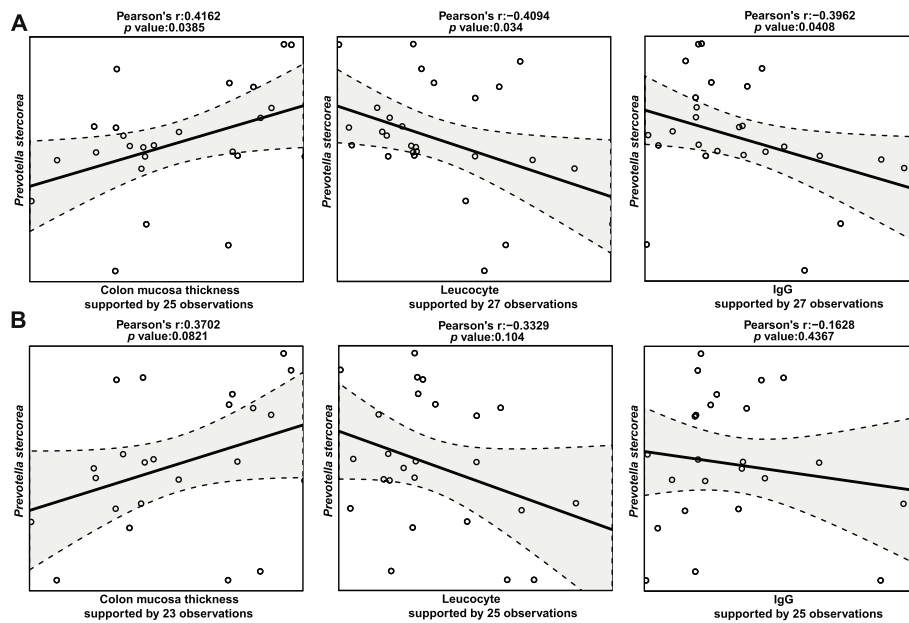 A
Pearson's r:0.4162
p value:0.0385
Pearson's r:−0.4094
p value:0.034
Pearson's r:−0.3962
p value:0.0408
Prevotella stercorea
Prevotella stercorea
Prevotella stercorea
Colon mucosa thickness
supported by 25 observations
Leucocyte
supported by 27 observations
IgG
supported by 27 observations
B
Pearson's r:0.3702
p value:0.0821
Pearson's r:−0.3329
p value:0.104
Pearson's r:−0.1628
p value:0.4367
Prevotella stercorea
Prevotella stercorea
Prevotella stercorea
Colon mucosa thickness
supported by 23 observations
Leucocyte
supported by 25 observations
IgG
supported by 25 observations